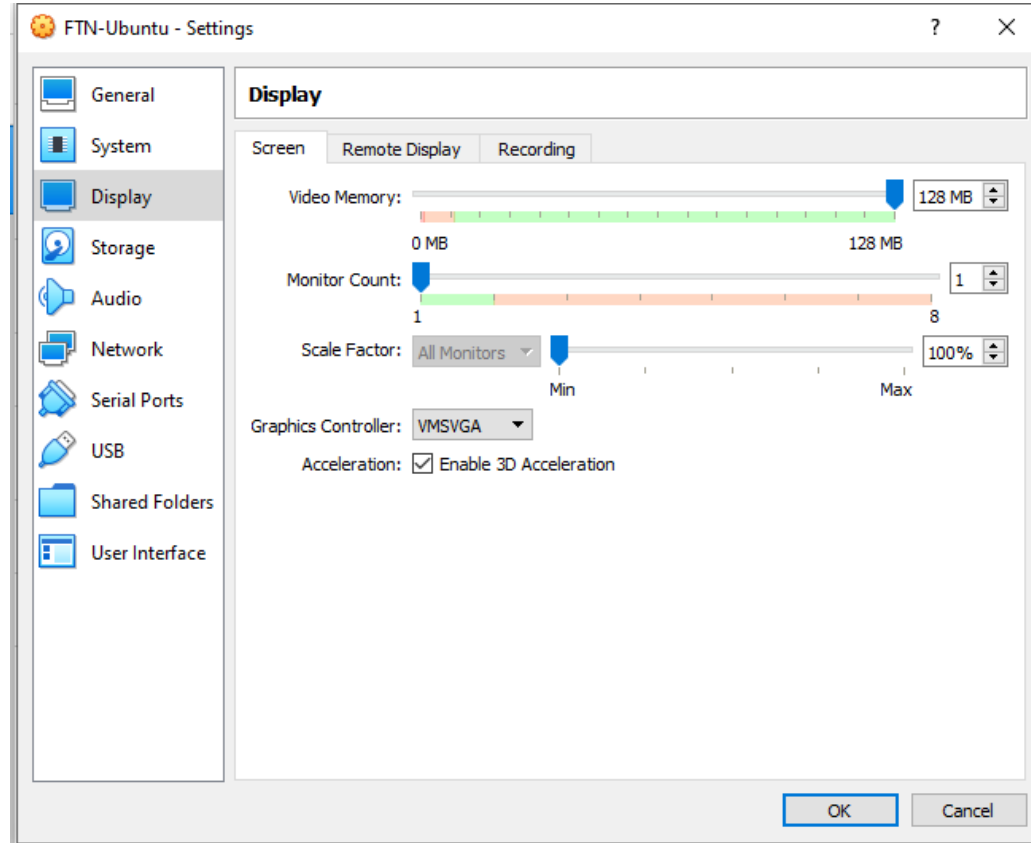 FTN-Ubuntu - Settings ?
General
System
Display
Storage
Audio
Network
Serial Ports
USB
Shared Folders
User Interface
Display
Screen Remote Display Recording
Video Memory: 128 MB
0 MB 128 MB
Monitor Count: 1
1 8
Scale Factor: All Monitors 100%
Min Max
Graphics Controller: VMSVGA
Acceleration: Enable 3D Acceleration
OK Cancel